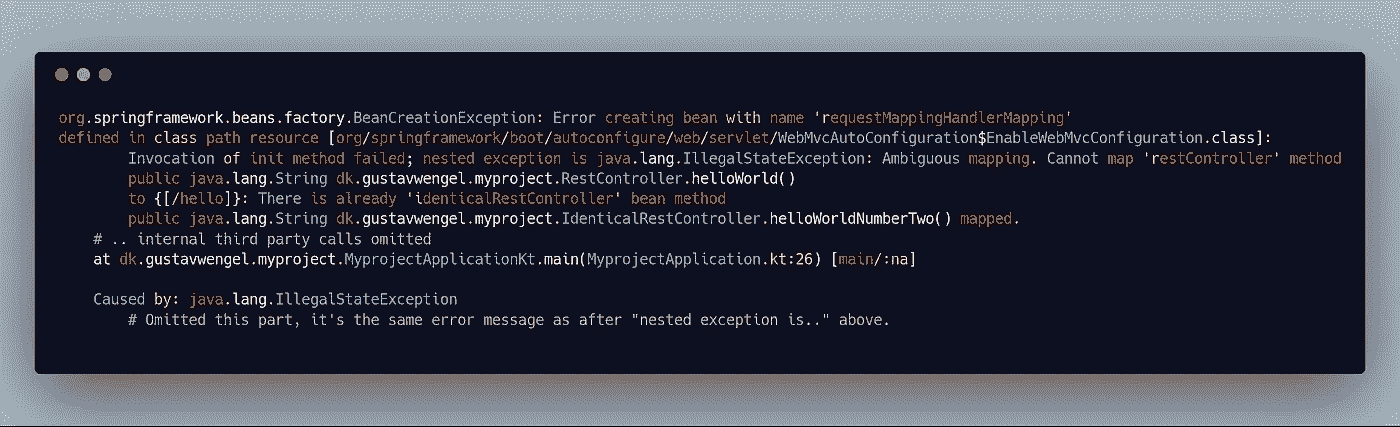 org.springframework.beans.factory.BeanCreationException: Error creating bean with name 'requestMappingHandlerMapping'
defined in class path resource [org/springframework/boot/autoconfigure/web/servlet/WebMvcAutoConfiguration$EnableWebMvcConfiguration.class]:
Invocation of init method failed; nested exception is java.lang.IllegalStateException: Ambiguous mapping. Cannot map 'restController' method
public java.lang.String dk.gustavwengel.myproject.RestController.helloWorld()
to {[/hello]}: There is already 'identicalRestController' bean method
public java.lang.String dk.gustavwengel.myproject.IdenticalRestController.helloWorldNumberTwo() mapped.
# .. internal third party calls omitted
at dk.gustavwengel.myproject.MyprojectApplicationKt.main(MyprojectApplication.kt:26) [main/:na]
Caused by: java.lang.IllegalStateException
# Omitted this part, it's the same error message as after "nested exception is.." above.